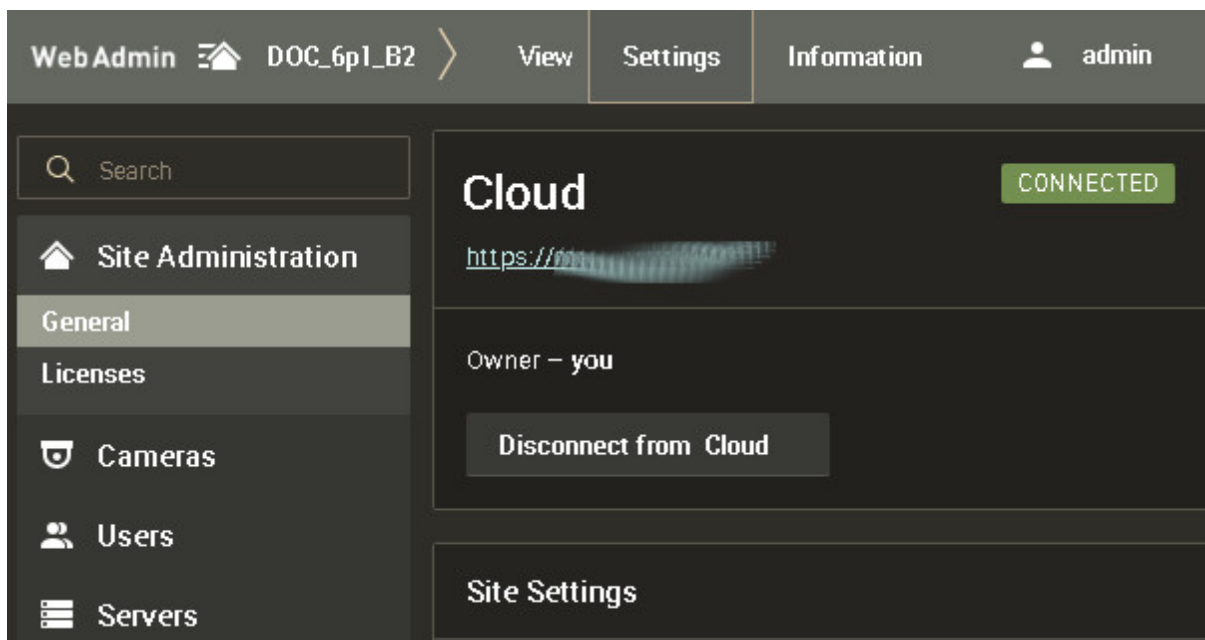 WebAdmin DOC_6p1_B2 View Settings Information admin
Search
Site Administration
General
Licenses
Cameras
Users
Servers
Cloud
CONNECTED
https://
Owner – you
Disconnect from Cloud
Site Settings